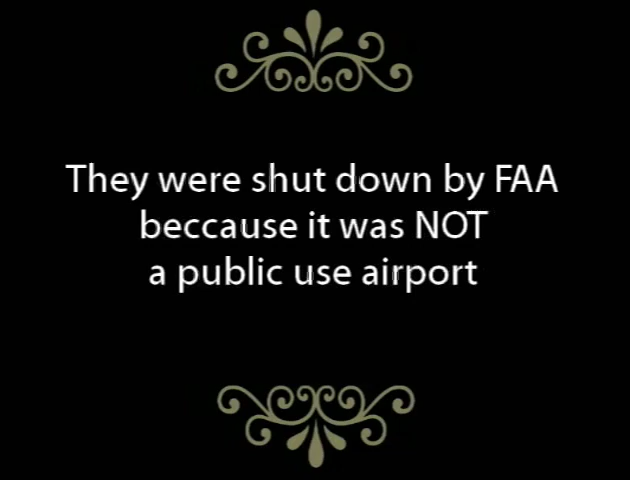 They were shut down by FAA
beccause it was NOT
a public use airport